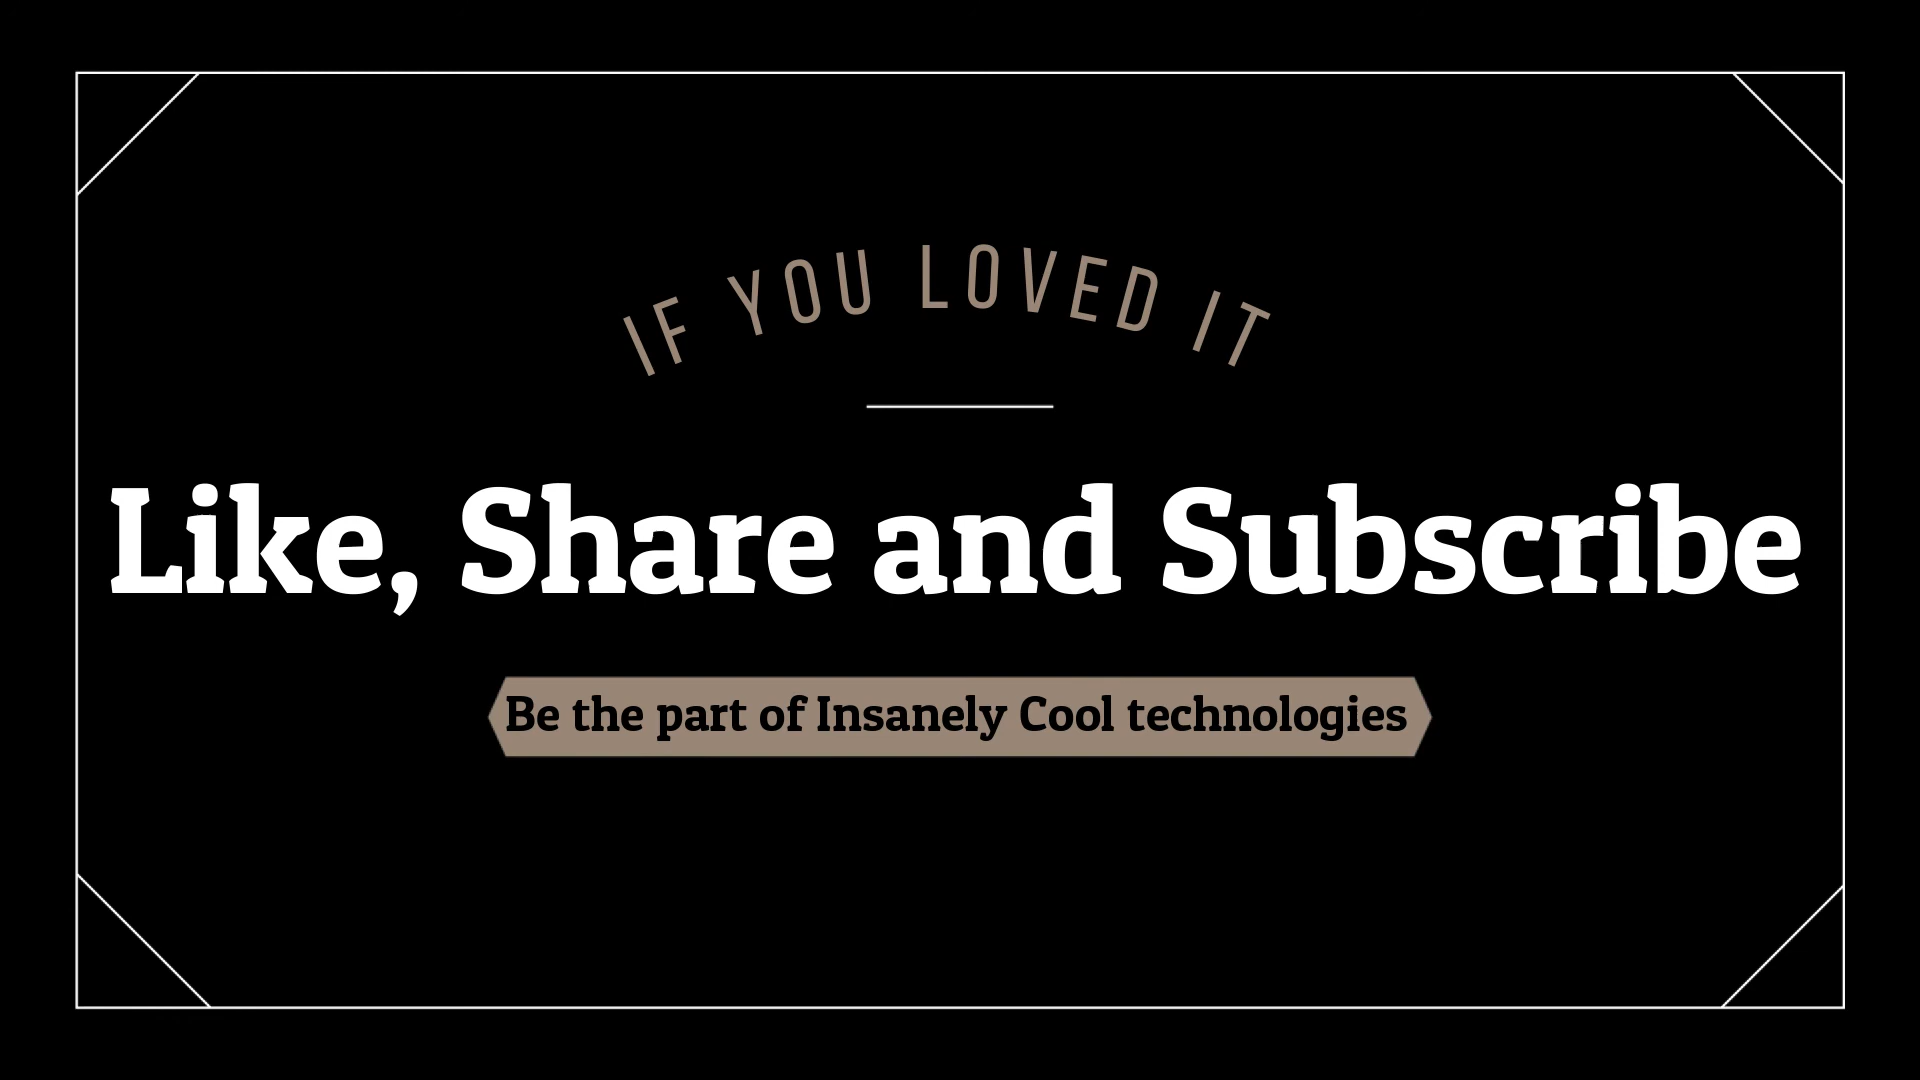 IF YOU LOVED IT
Like, Share and Subscribe
Be the part of Insanely Cool technologies